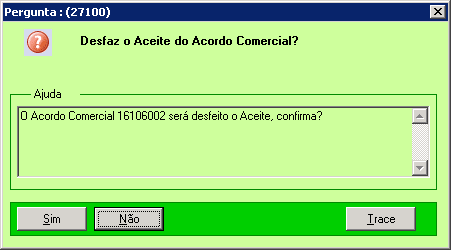 Pergunta : (27100)
Desfaz o Aceite do Acordo Comercial?
Ajuda
O Acordo Comercial 16106002 será desfeito o Aceite, confirma?
Sim Não Trace